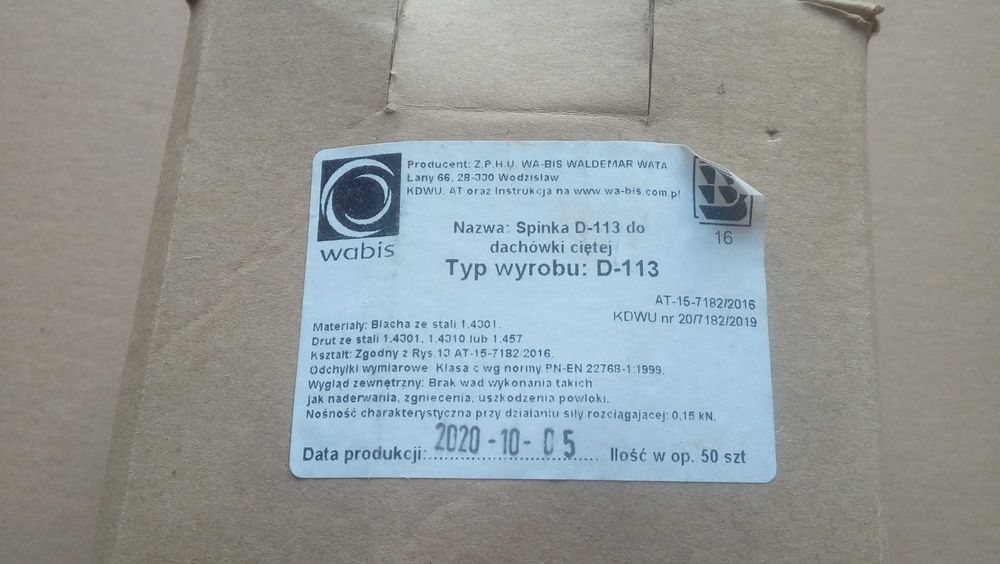 Producent: Z.P.H.U. WA-BIS WALDEMAR WATA
Łany 66, 28-330 Wodzisław
KDWU, AT oraz Instrukcja na www.wa-bis.com.pl
wabis
16
Nazwa: Spinka D-113 do
dachówki ciętej
Typ wyrobu: D-113
AT-15-7182/2016
KDWU nr 20/7182/2019
Materiały: Blacha ze stali 1.4301,
Drut ze stali 1.4301, 1.4310 lub 1.457
Kształt: Zgodny z Rys.13 AT-15-7182/2016.
Odchyłki wymiarowe Klasa c wg normy PN-EN 22768-1:1999.
Wygląd zewnętrzny: Brak wad wykonania takich
jak naderwania, zgniecenia, uszkodzenia powłoki.
Nośność charakterystyczna przy działaniu siły rozciągającej: 0,15 kN.
Data produkcji: 2020-10-05 Ilość w op. 50 szt